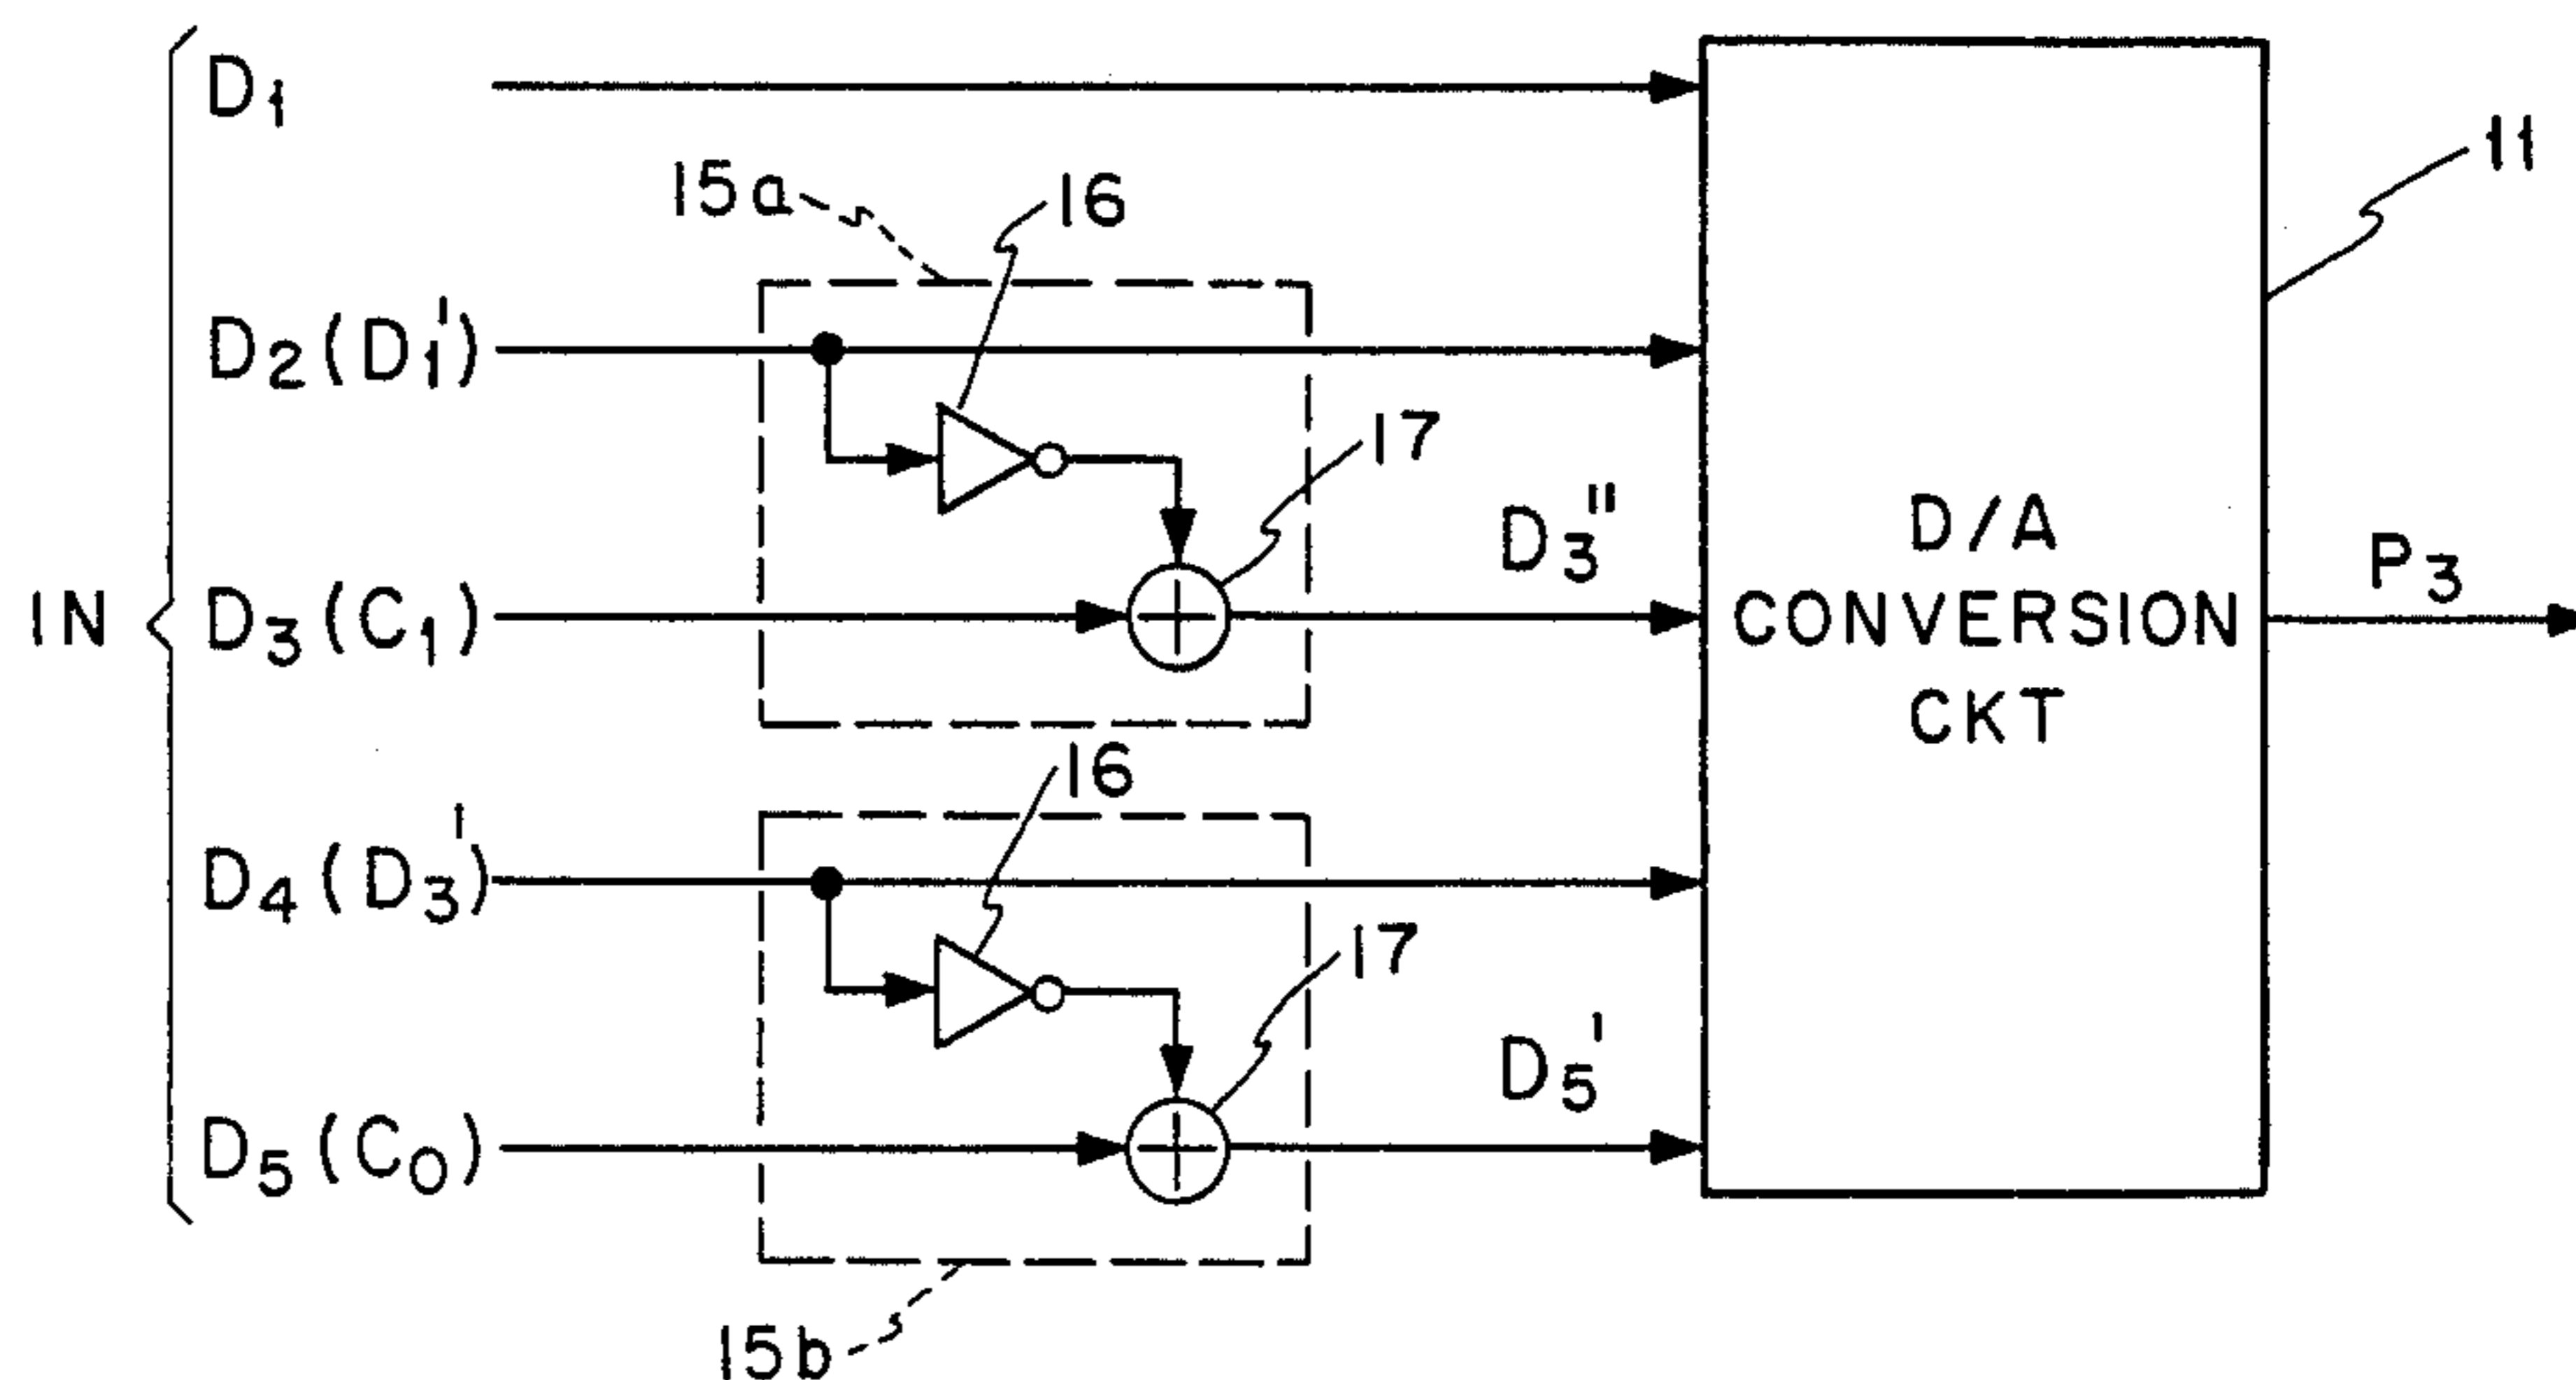 D1
11
15a
16
D2 (D1')
17
D3''
D/A
CONVERSION
CKT
P3
IN
D3 (C1)
16
D4 (D3')
17
D5'
D5 (C0)
15b